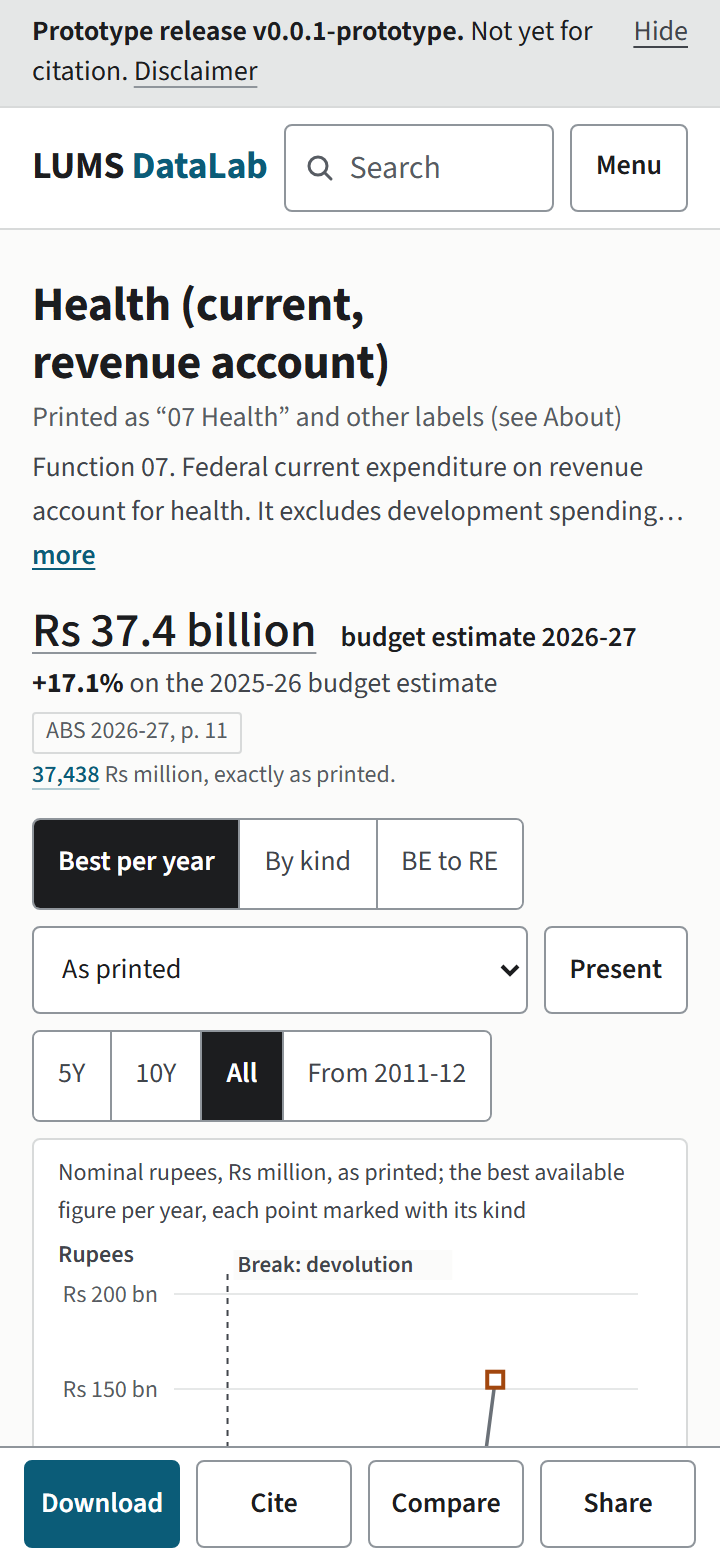 Prototype release v0.0.1-prototype. Not yet for
citation. Disclaimer
Hide
LUMS DataLab
Search
Menu
Health (current,
revenue account)
Printed as “07 Health” and other labels (see About)
Function 07. Federal current expenditure on revenue
account for health. It excludes development spending…
more
Rs 37.4 billion budget estimate 2026-27
+17.1% on the 2025-26 budget estimate
ABS 2026-27, p. 11
37,438 Rs million, exactly as printed.
Best per year
By kind
BE to RE
As printed
Present
5Y
10Y
All
From 2011-12
Nominal rupees, Rs million, as printed; the best available
figure per year, each point marked with its kind
Rupees
Break: devolution
Rs 200 bn
Rs 150 bn
Download
Cite
Compare
Share